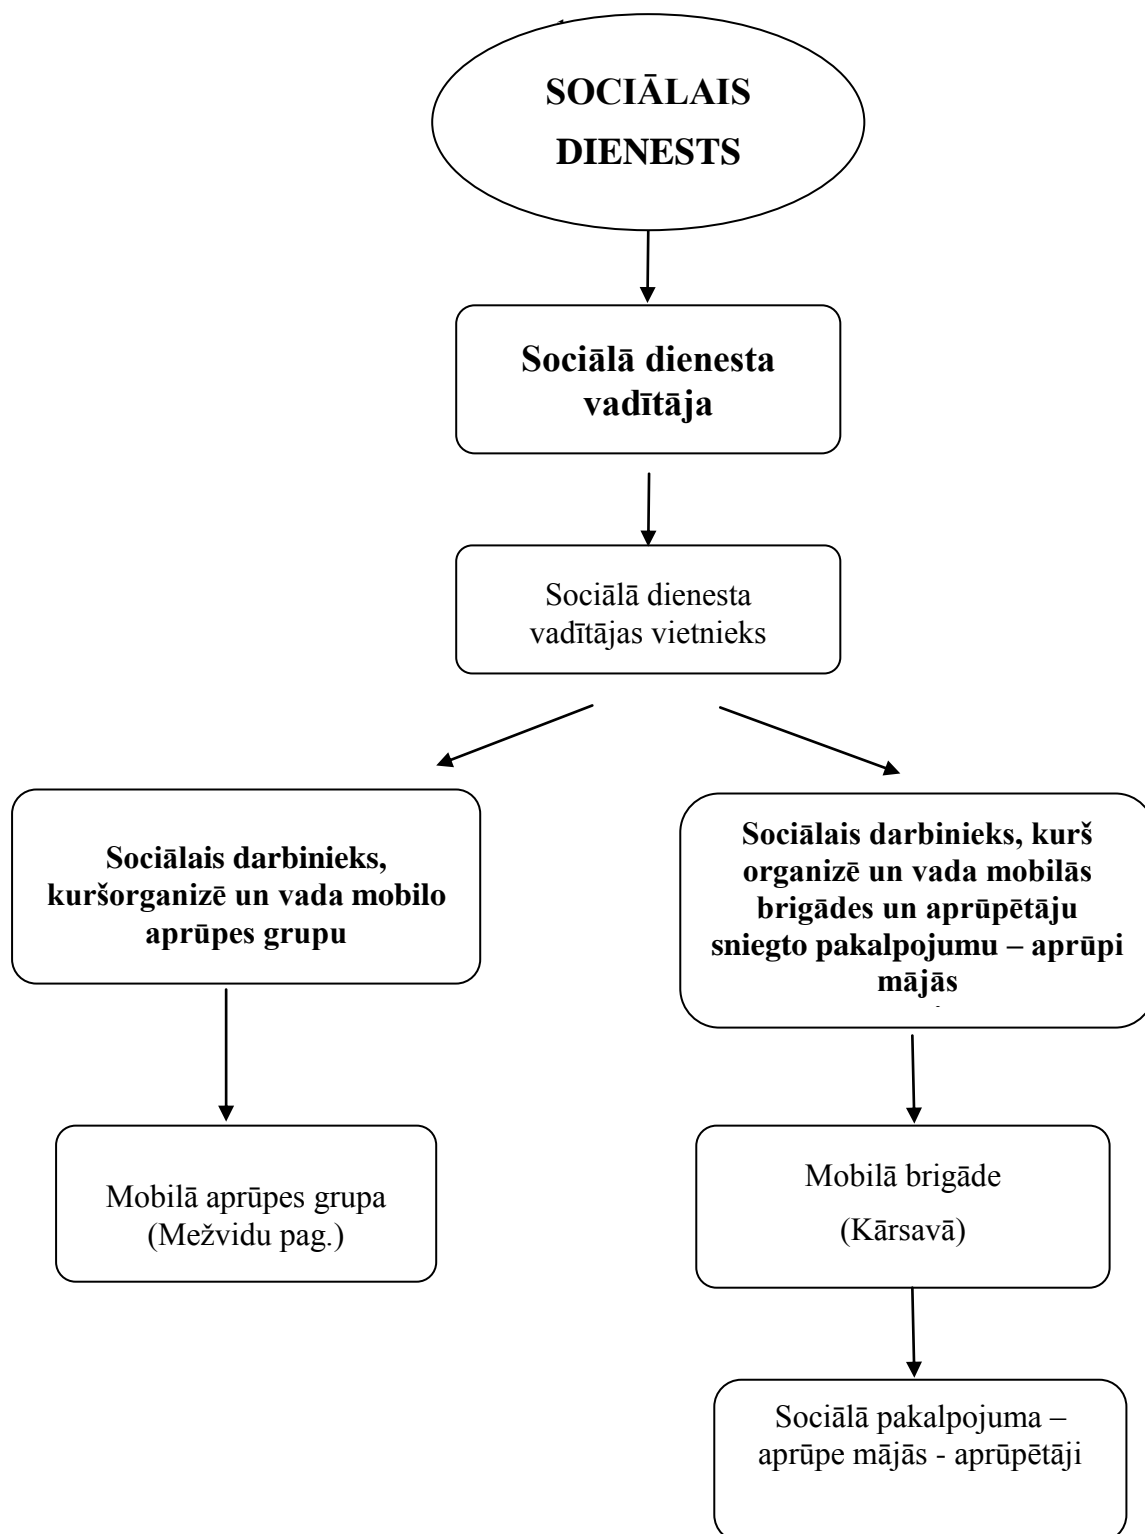 SOCIĀLAIS
DIENESTS
Sociālā dienesta
vadītāja
Sociālā dienesta
vadītājas vietnieks
Sociālais darbinieks,
kuršorganizē un vada mobilo
aprūpes grupu
Sociālais darbinieks, kurš
organizē un vada mobilās
brigādes un aprūpētāju
sniegto pakalpojumu – aprūpi
mājās
Mobilā aprūpes grupa
(Mežvidu pag.)
Mobilā brigāde
(Kārsavā)
Sociālā pakalpojuma –
aprūpe mājās - aprūpētāji